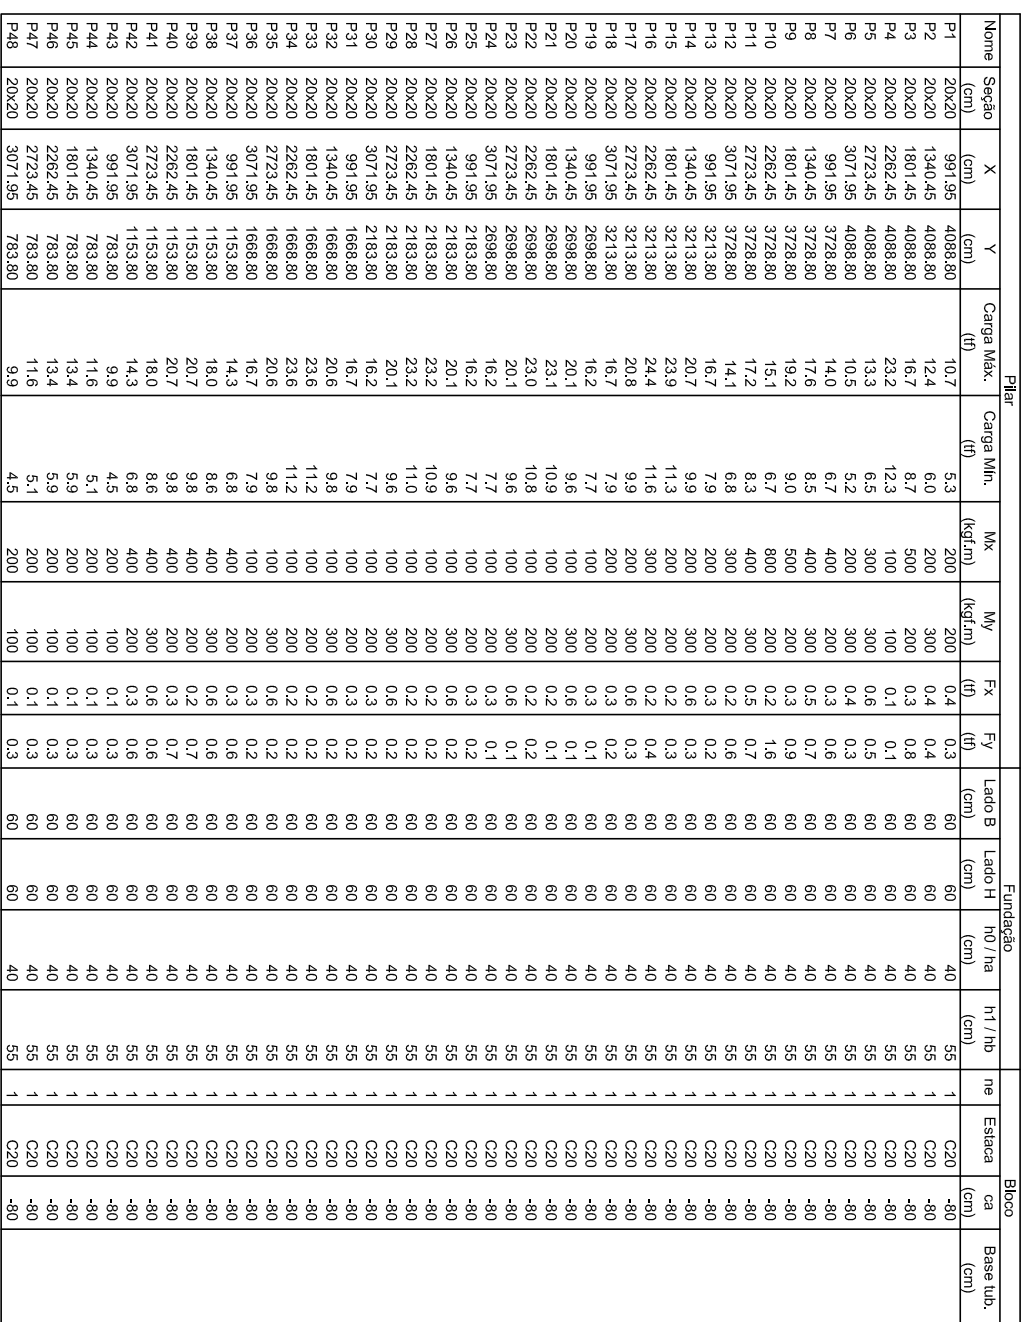 Pilar Fundação Bloco
Nome Seção X Y Carga Máx. Carga Mín. Mx My Fx Fy Lado B Lado H h0 / ha h1 / hb ne Estaca ca Base tub.
(cm) (cm) (cm) (tf) (tf) (kgf.m) (kgf.m) (tf) (tf) (cm) (cm) (cm) (cm) (cm) (cm)
P1 20x20 991.95 4088.80 10.7 5.3 200 200 0.4 0.3 60 60 40 55 1 C20 -80
P2 20x20 1340.45 4088.80 12.4 6.0 200 300 0.4 0.4 60 60 40 55 1 C20 -80
P3 20x20 1801.45 4088.80 16.7 8.7 500 200 0.3 0.8 60 60 40 55 1 C20 -80
P4 20x20 2262.45 4088.80 23.2 12.3 100 100 0.1 0.1 60 60 40 55 1 C20 -80
P5 20x20 2723.45 4088.80 13.3 6.5 300 300 0.6 0.5 60 60 40 55 1 C20 -80
P6 20x20 3071.95 4088.80 10.5 5.2 200 300 0.4 0.3 60 60 40 55 1 C20 -80
P7 20x20 991.95 3728.80 14.0 6.7 400 200 0.3 0.6 60 60 40 55 1 C20 -80
P8 20x20 1340.45 3728.80 17.6 8.5 400 300 0.5 0.7 60 60 40 55 1 C20 -80
P9 20x20 1801.45 3728.80 19.2 9.0 500 200 0.3 0.9 60 60 40 55 1 C20 -80
P10 20x20 2262.45 3728.80 15.1 6.7 800 200 0.2 1.6 60 60 40 55 1 C20 -80
P11 20x20 2723.45 3728.80 17.2 8.3 400 300 0.5 0.7 60 60 40 55 1 C20 -80
P12 20x20 3071.95 3728.80 14.1 6.8 300 200 0.2 0.6 60 60 40 55 1 C20 -80
P13 20x20 991.95 3213.80 16.7 7.9 200 200 0.3 0.2 60 60 40 55 1 C20 -80
P14 20x20 1340.45 3213.80 20.7 9.9 200 300 0.6 0.3 60 60 40 55 1 C20 -80
P15 20x20 1801.45 3213.80 23.9 11.3 200 200 0.2 0.3 60 60 40 55 1 C20 -80
P16 20x20 2262.45 3213.80 24.4 11.6 300 200 0.2 0.4 60 60 40 55 1 C20 -80
P17 20x20 2723.45 3213.80 20.8 9.9 200 300 0.6 0.3 60 60 40 55 1 C20 -80
P18 20x20 3071.95 3213.80 16.7 7.9 200 200 0.3 0.2 60 60 40 55 1 C20 -80
P19 20x20 991.95 2698.80 16.2 7.7 100 200 0.3 0.1 60 60 40 55 1 C20 -80
P20 20x20 1340.45 2698.80 20.1 9.6 100 300 0.6 0.1 60 60 40 55 1 C20 -80
P21 20x20 1801.45 2698.80 23.1 10.9 100 200 0.2 0.1 60 60 40 55 1 C20 -80
P22 20x20 2262.45 2698.80 23.0 10.8 100 200 0.2 0.2 60 60 40 55 1 C20 -80
P23 20x20 2723.45 2698.80 20.1 9.6 100 300 0.6 0.1 60 60 40 55 1 C20 -80
P24 20x20 3071.95 2698.80 16.2 7.7 100 200 0.3 0.1 60 60 40 55 1 C20 -80
P25 20x20 991.95 2183.80 16.2 7.7 100 200 0.3 0.2 60 60 40 55 1 C20 -80
P26 20x20 1340.45 2183.80 20.1 9.6 100 300 0.6 0.2 60 60 40 55 1 C20 -80
P27 20x20 1801.45 2183.80 23.2 10.9 100 200 0.2 0.2 60 60 40 55 1 C20 -80
P28 20x20 2262.45 2183.80 23.2 11.0 100 200 0.2 0.2 60 60 40 55 1 C20 -80
P29 20x20 2723.45 2183.80 20.1 9.6 100 300 0.6 0.2 60 60 40 55 1 C20 -80
P30 20x20 3071.95 2183.80 16.2 7.7 100 200 0.3 0.2 60 60 40 55 1 C20 -80
P31 20x20 991.95 1668.80 16.7 7.9 100 200 0.3 0.2 60 60 40 55 1 C20 -80
P32 20x20 1340.45 1668.80 20.6 9.8 100 300 0.6 0.2 60 60 40 55 1 C20 -80
P33 20x20 1801.45 1668.80 23.6 11.2 100 200 0.2 0.2 60 60 40 55 1 C20 -80
P34 20x20 2262.45 1668.80 23.6 11.2 100 200 0.2 0.2 60 60 40 55 1 C20 -80
P35 20x20 2723.45 1668.80 20.6 9.8 100 300 0.6 0.2 60 60 40 55 1 C20 -80
P36 20x20 3071.95 1668.80 16.7 7.9 100 200 0.3 0.2 60 60 40 55 1 C20 -80
P37 20x20 991.95 1153.80 14.3 6.8 400 200 0.3 0.6 60 60 40 55 1 C20 -80
P38 20x20 1340.45 1153.80 18.0 8.6 400 300 0.6 0.6 60 60 40 55 1 C20 -80
P39 20x20 1801.45 1153.80 20.7 9.8 400 200 0.2 0.7 60 60 40 55 1 C20 -80
P40 20x20 2262.45 1153.80 20.7 9.8 400 200 0.3 0.7 60 60 40 55 1 C20 -80
P41 20x20 2723.45 1153.80 18.0 8.6 400 300 0.6 0.6 60 60 40 55 1 C20 -80
P42 20x20 3071.95 1153.80 14.3 6.8 400 200 0.3 0.6 60 60 40 55 1 C20 -80
P43 20x20 991.95 783.80 9.9 4.5 200 100 0.1 0.3 60 60 40 55 1 C20 -80
P44 20x20 1340.45 783.80 11.6 5.1 200 100 0.1 0.3 60 60 40 55 1 C20 -80
P45 20x20 1801.45 783.80 13.4 5.9 200 100 0.1 0.3 60 60 40 55 1 C20 -80
P46 20x20 2262.45 783.80 13.4 5.9 200 100 0.1 0.3 60 60 40 55 1 C20 -80
P47 20x20 2723.45 783.80 11.6 5.1 200 100 0.1 0.3 60 60 40 55 1 C20 -80
P48 20x20 3071.95 783.80 9.9 4.5 200 100 0.1 0.3 60 60 40 55 1 C20 -80